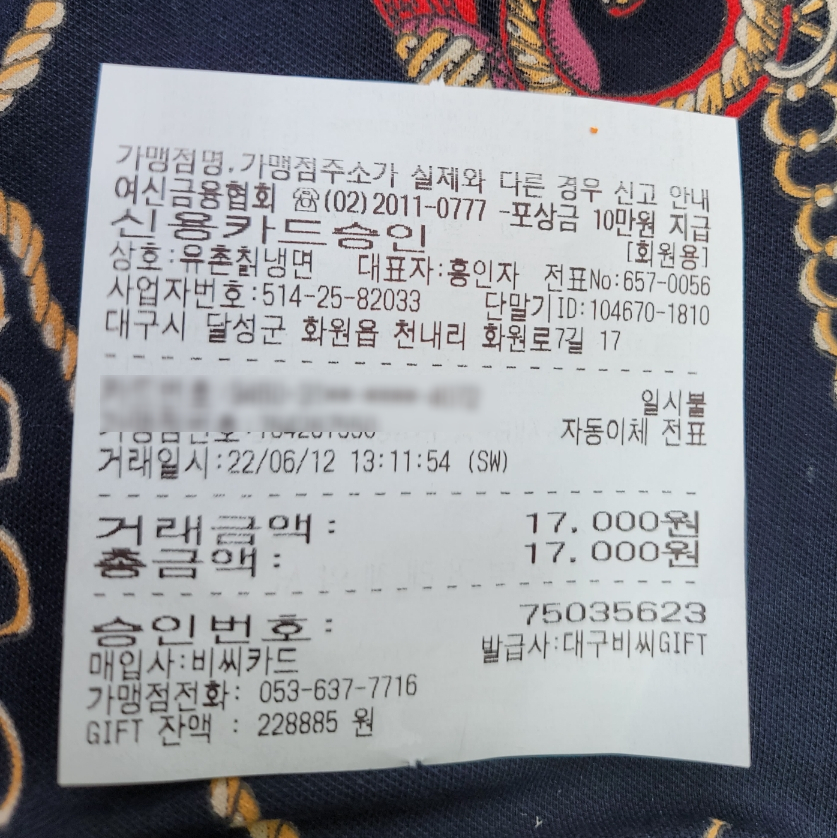 가맹점명,가맹점주소가 실제와 다른 경우 신고 안내
여신금융협회 ☏(02)2011-0777 -포상금 10만원 지급
신용카드승인 [회원용]
상호:유촌칡냉면 대표자:홍인자 전표No:657-0056
사업자번호:514-25-82033 단말기ID:104670-1810
대구시 달성군 화원읍 천내리 화원로7길 17
일시불
자동이체 전표
거래일시:22/06/12 13:11:54 (SW)
거래금액: 17.000원
총금액: 17.000원
승인번호: 75035623
매입사:비씨카드 발급사:대구비씨GIFT
가맹점전화: 053-637-7716
GIFT 잔액 : 228885 원